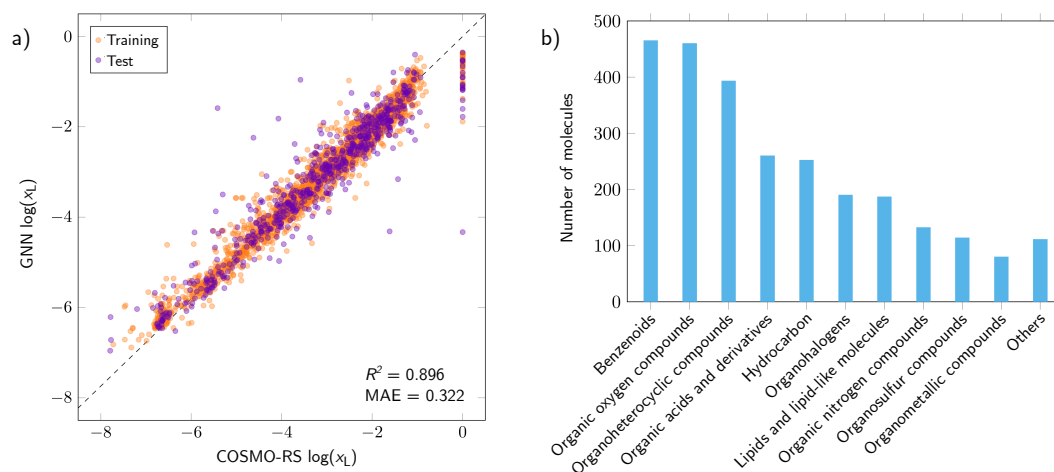 a)
Training
Test
0
−2
−4
−6
−8
GNN log(x_L)
R² = 0.896
MAE = 0.322
−8
−6
−4
−2
0
COSMO-RS log(x_L)
b)
500
400
300
200
100
0
Number of molecules
Benzenoids
Organic oxygen compounds
Organoheterocyclic compounds
Organic acids and derivatives
Hydrocarbon
Organohalogens
Lipids and lipid-like molecules
Organic nitrogen compounds
Organosulfur compounds
Organometallic compounds
Others